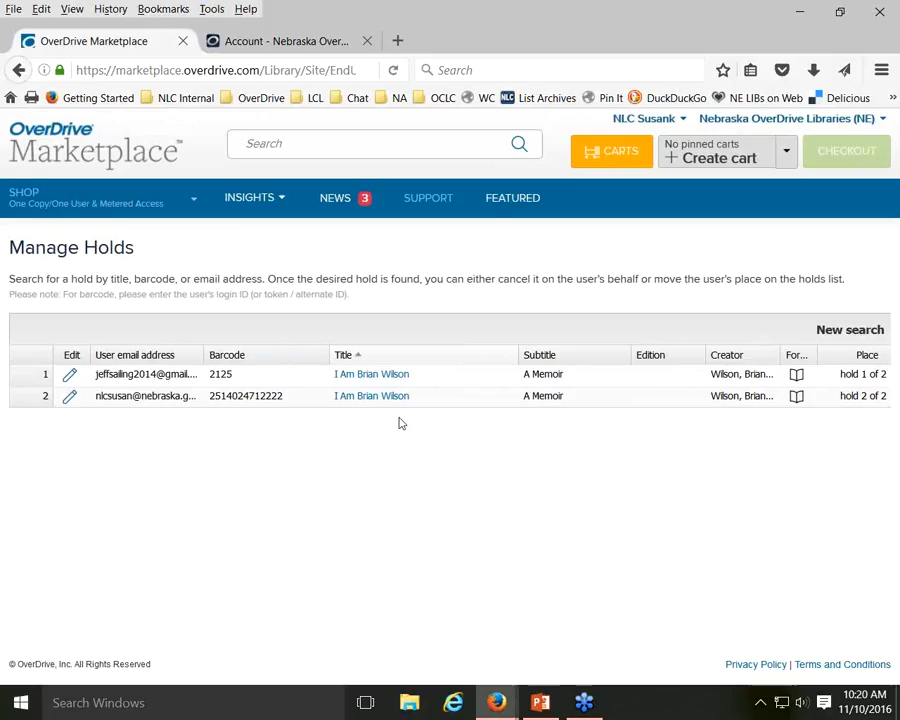 File Edit View History Bookmarks Tools Help
OverDrive Marketplace
Account - Nebraska Over...
https://marketplace.overdrive.com/Library/Site/EndU
Search
Getting Started NLC Internal OverDrive LCL Chat NA OCLC WC NLC List Archives Pin It DuckDuckGo NE LIBs on Web Delicious
NLC Susank Nebraska OverDrive Libraries (NE)
OverDrive
Marketplace
Search
CARTS
No pinned carts
+ Create cart
CHECKOUT
SHOP
One Copy/One User & Metered Access
INSIGHTS NEWS 3 SUPPORT FEATURED
Manage Holds
Search for a hold by title, barcode, or email address. Once the desired hold is found, you can either cancel it on the user's behalf or move the user's place on the holds list.
Please note: For barcode, please enter the user's login ID (or token / alternate ID).
New search
Edit User email address Barcode Title Subtitle Edition Creator For... Place
1 jeffsailing2014@gmail.... 2125 I Am Brian Wilson A Memoir Wilson, Brian... hold 1 of 2
2 nlcsusan@nebraska.g... 2514024712222 I Am Brian Wilson A Memoir Wilson, Brian... hold 2 of 2
© OverDrive, Inc. All Rights Reserved
Privacy Policy | Terms and Conditions
Search Windows
10:20 AM
11/10/2016